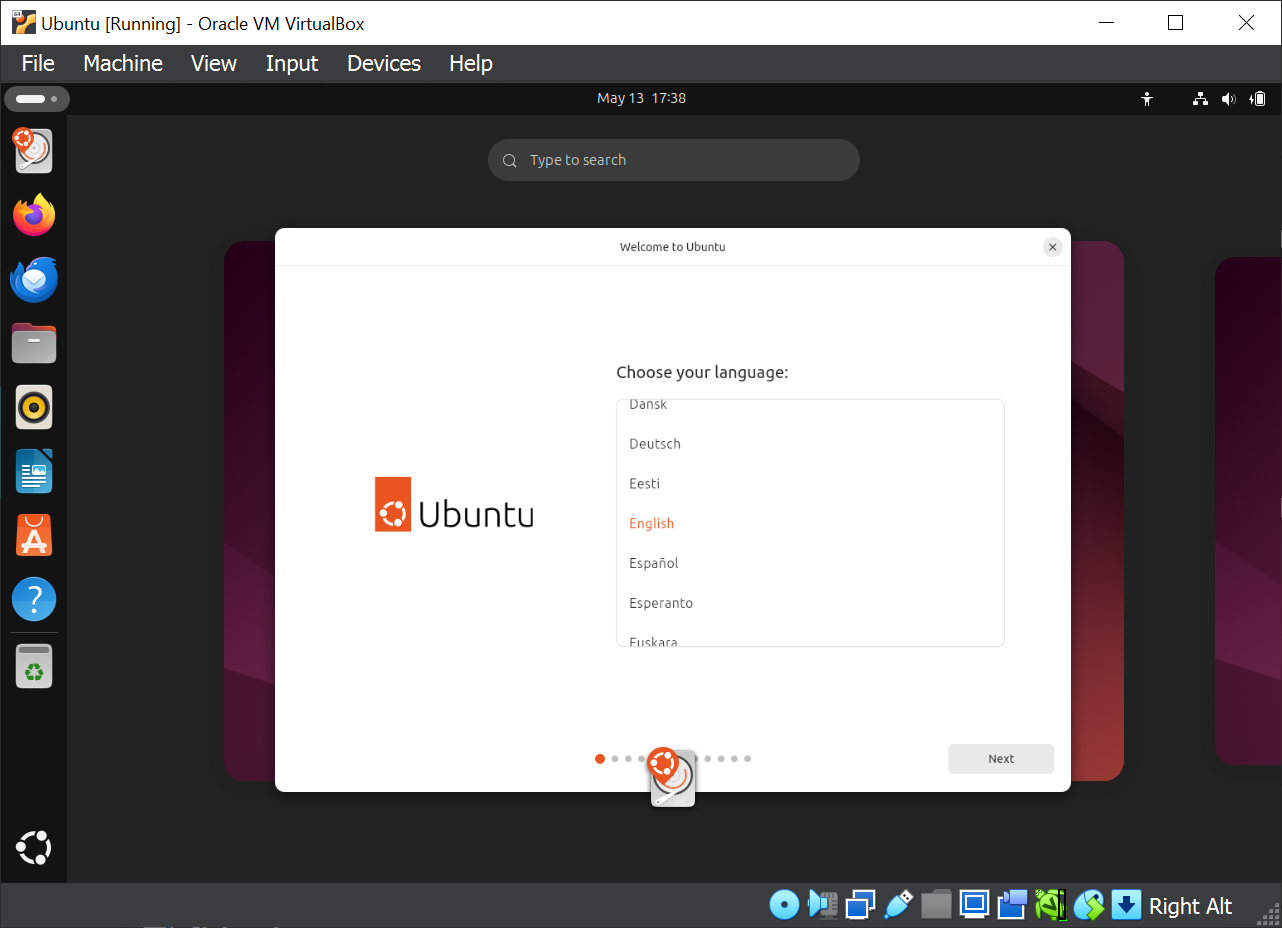 Ubuntu [Running] - Oracle VM VirtualBox
File Machine View Input Devices Help
May 13 17:38
Type to search
Welcome to Ubuntu
Choose your language:
Dansk
Deutsch
Eesti
English
Español
Esperanto
Euskara
Ubuntu
Next
?
Right Alt